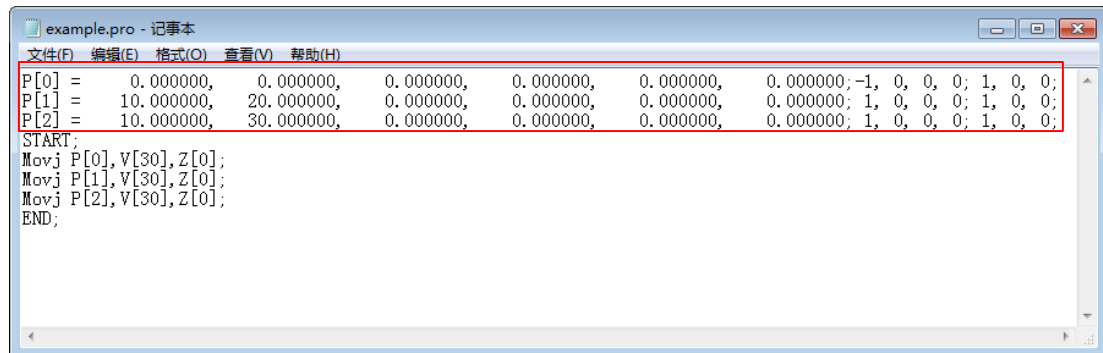 example.pro - 记事本
文件(F) 编辑(E) 格式(O) 查看(V) 帮助(H)
P[0] = 0.000000, 0.000000, 0.000000, 0.000000, 0.000000, 0.000000;-1, 0, 0, 0; 1, 0, 0;
P[1] = 10.000000, 20.000000, 0.000000, 0.000000, 0.000000, 0.000000; 1, 0, 0, 0; 1, 0, 0;
P[2] = 10.000000, 30.000000, 0.000000, 0.000000, 0.000000, 0.000000; 1, 0, 0, 0; 1, 0, 0;
START;
Movj P[0],V[30],Z[0];
Movj P[1],V[30],Z[0];
Movj P[2],V[30],Z[0];
END;